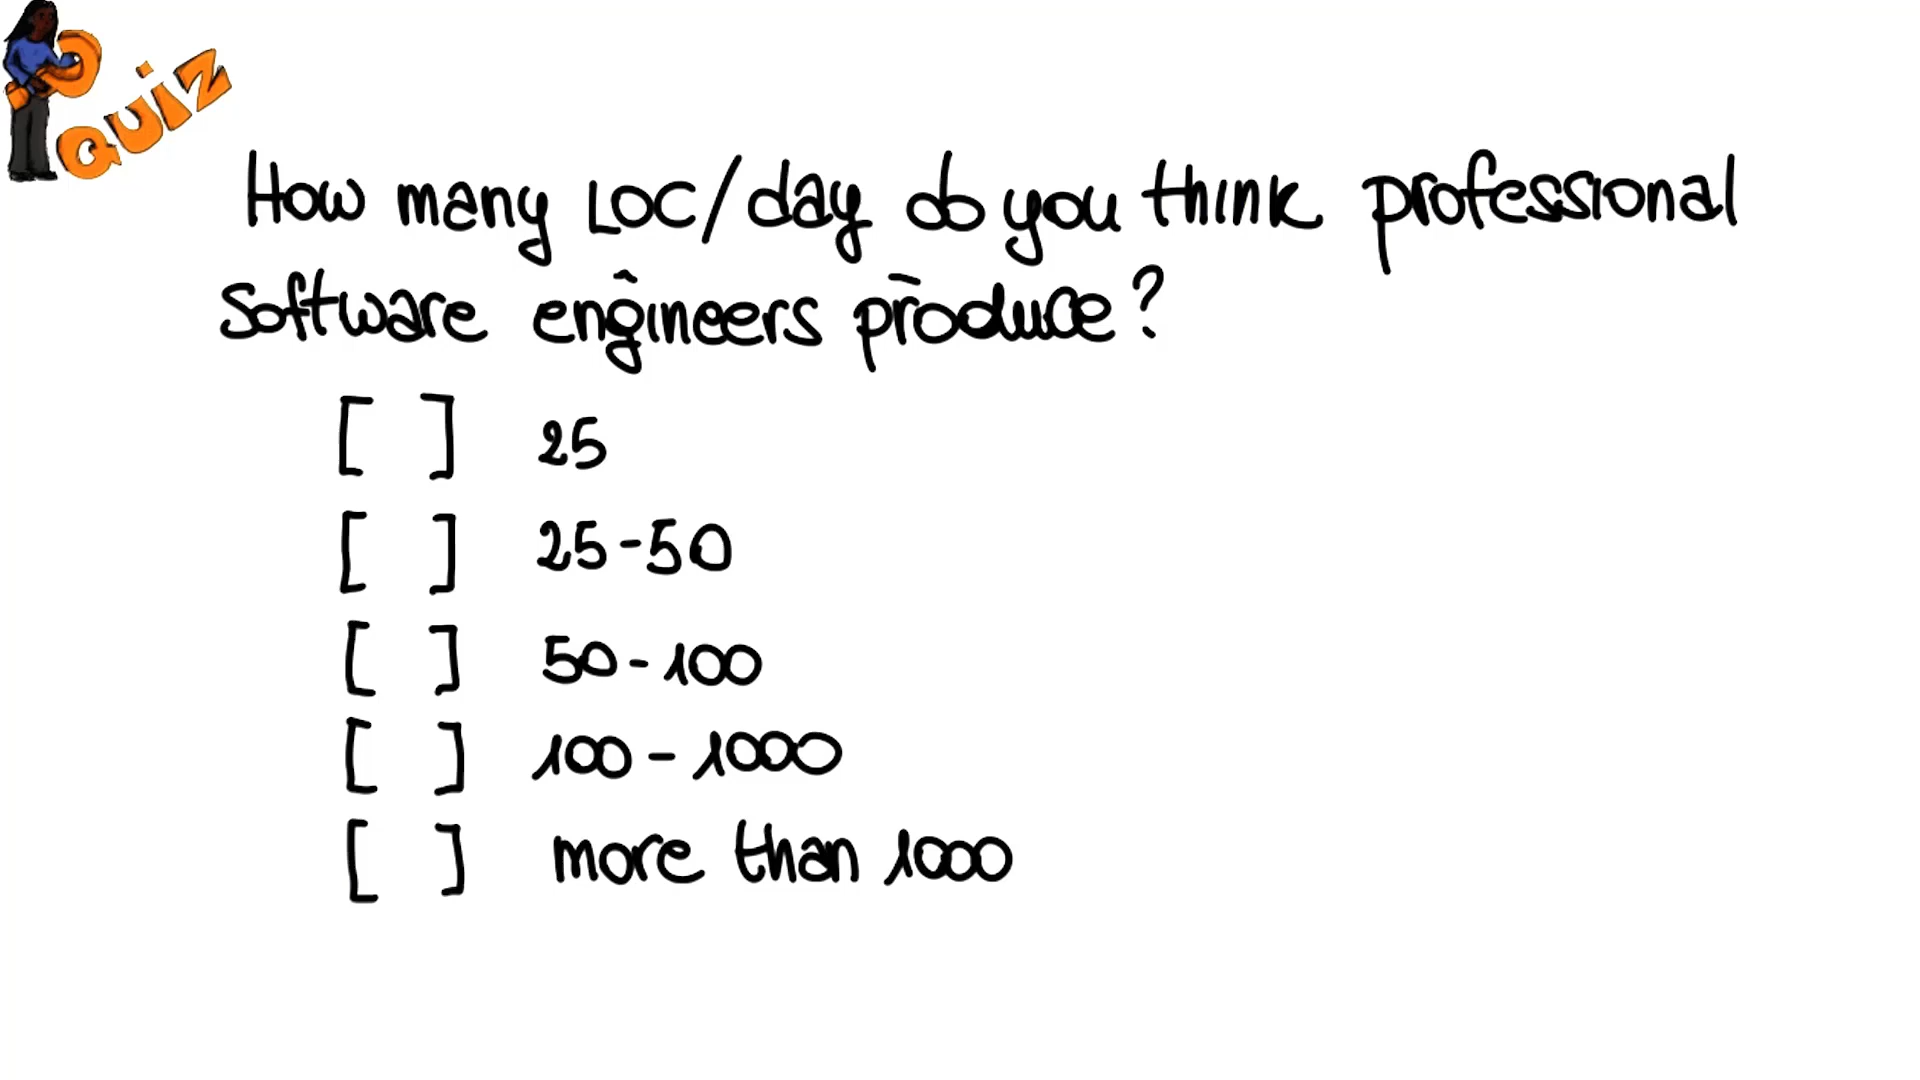 QUIZ
How many LOC/day do you think professional
software engineers produce?
[ ] 25
[ ] 25-50
[ ] 50-100
[ ] 100-1000
[ ] more than 1000